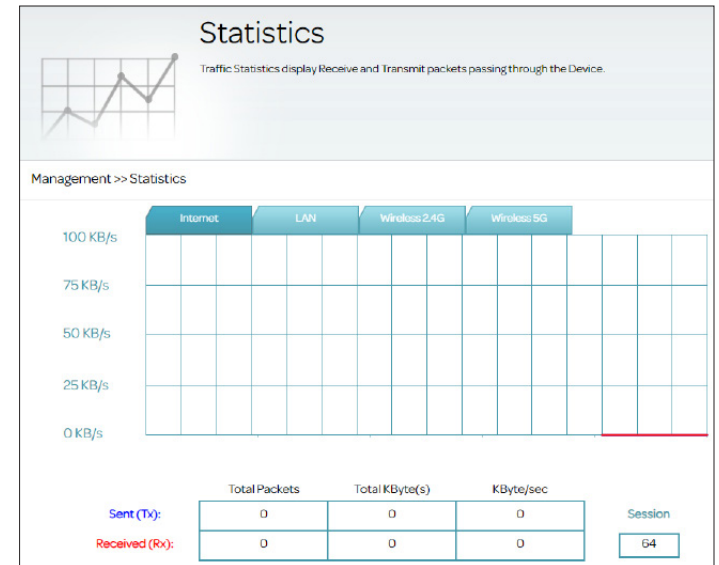 Statistics
Traffic Statistics display Receive and Transmit packets passing through the Device.
Management >> Statistics
Internet LAN Wireless 2.4G Wireless 5G
100 KB/s
75 KB/s
50 KB/s
25 KB/s
0 KB/s
Total Packets Total KByte(s) KByte/sec
Sent (Tx): 0 0 0 Session
Received (Rx): 0 0 0 64